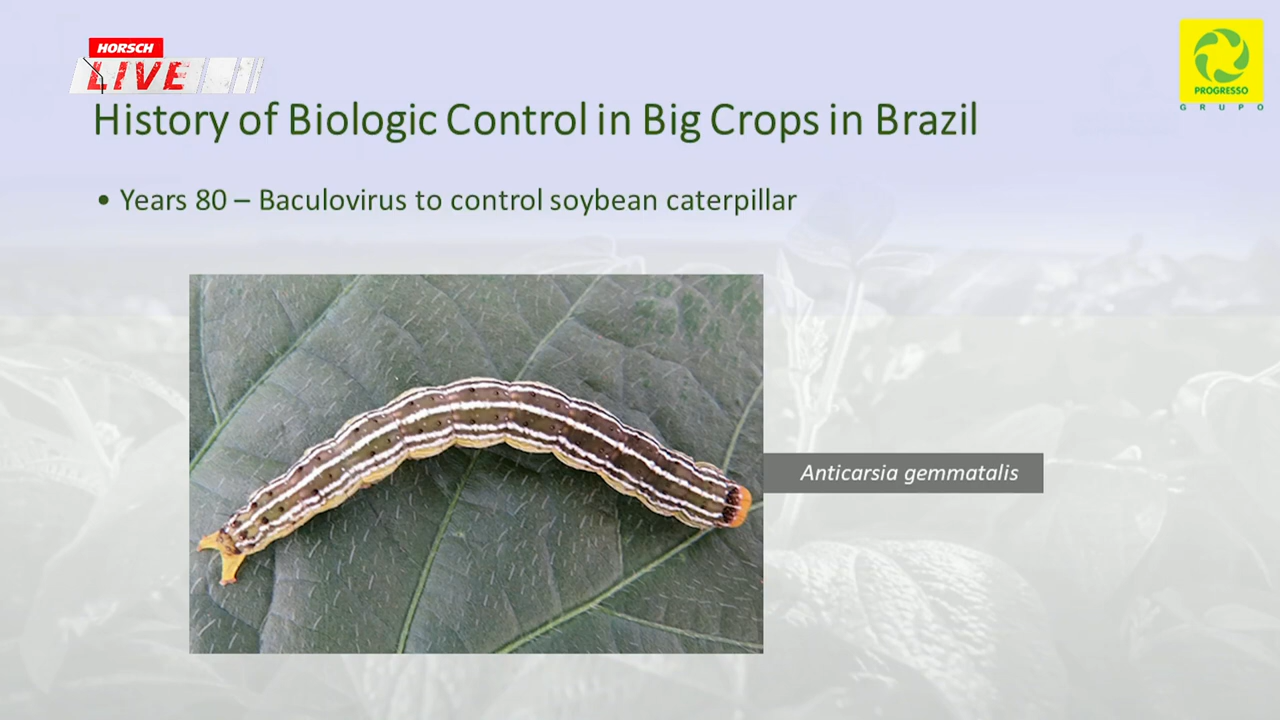 HORSCH
LIVE
PROGRESSO
GRUPO
History of Biologic Control in Big Crops in Brazil
• Years 80 – Baculovirus to control soybean caterpillar
Anticarsia gemmatalis